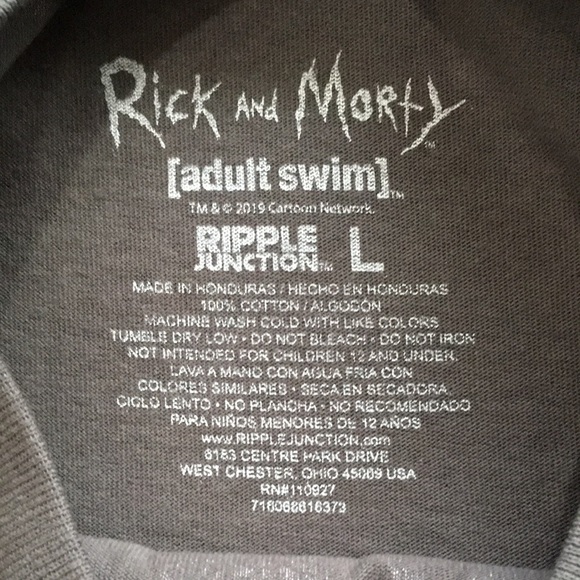 Rick and Morty™
[adult swim]™
TM & © 2019 Cartoon Network.
RIPPLE
JUNCTION™ L
MADE IN HONDURAS / HECHO EN HONDURAS
100% COTTON / ALGODÓN
MACHINE WASH COLD WITH LIKE COLORS
TUMBLE DRY LOW • DO NOT BLEACH • DO NOT IRON
NOT INTENDED FOR CHILDREN 12 AND UNDER.
LAVA A MANO CON AGUA FRIA CON
COLORES SIMILARES • SECA EN SECADORA.
CICLO LENTO • NO PLANCHA • NO RECOMENDADO
PARA NIÑOS MENORES DE 12 AÑOS
www.RIPPLEJUNCTION.com
6183 CENTRE PARK DRIVE
WEST CHESTER, OHIO 45069 USA
RN#110927